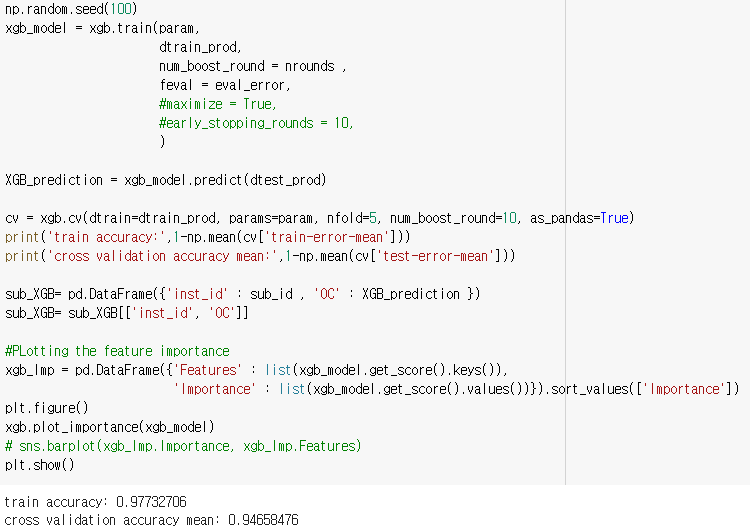 np.random.seed(100)
xgb_model = xgb.train(param,
dtrain_prod,
num_boost_round = nrounds ,
feval = eval_error,
#maximize = True,
#early_stopping_rounds = 10,
)
XGB_prediction = xgb_model.predict(dtest_prod)
cv = xgb.cv(dtrain=dtrain_prod, params=param, nfold=5, num_boost_round=10, as_pandas=True)
print('train accuracy:',1-np.mean(cv['train-error-mean']))
print('cross validation accuracy mean:',1-np.mean(cv['test-error-mean']))
sub_XGB= pd.DataFrame({'inst_id' : sub_id , 'OC' : XGB_prediction })
sub_XGB= sub_XGB[['inst_id', 'OC']]
#PLotting the feature importance
xgb_Imp = pd.DataFrame({'Features' : list(xgb_model.get_score().keys()),
'Importance' : list(xgb_model.get_score().values())}).sort_values(['Importance'])
plt.figure()
xgb.plot_importance(xgb_model)
# sns.barplot(xgb_Imp.Importance, xgb_Imp.Features)
plt.show()
train accuracy: 0.97732706
cross validation accuracy mean: 0.94658476